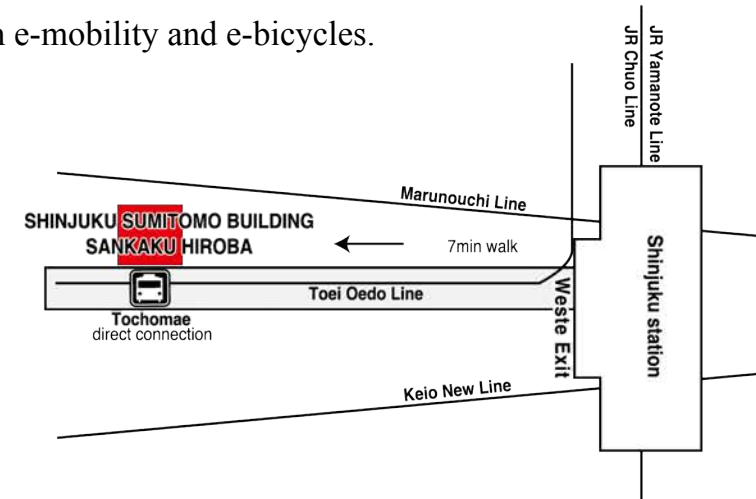 n e-mobility and e-bicycles.
JR Yamanote Line
JR Chuo Line
Marunouchi Line
SHINJUKU SUMITOMO BUILDING
SANKAKU HIROBA
7min walk
Toei Oedo Line
Tochomae
direct connection
Weste Exit
Shinjuku station
Keio New Line